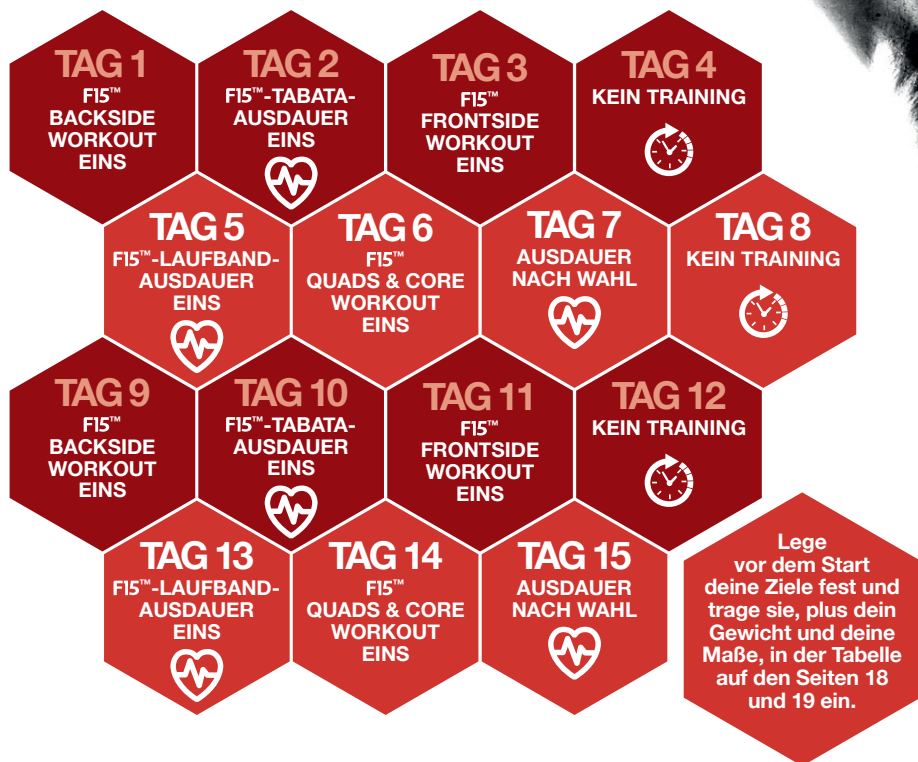 TAG 1
F15™
BACKSIDE
WORKOUT
EINS
TAG 2
F15™-TABATA-
AUSDAUER
EINS
TAG 3
F15™
FRONTSIDE
WORKOUT
EINS
TAG 4
KEIN TRAINING
TAG 5
F15™-LAUFBAND-
AUSDAUER
EINS
TAG 6
F15™
QUADS & CORE
WORKOUT
EINS
TAG 7
AUSDAUER
NACH WAHL
TAG 8
KEIN TRAINING
TAG 9
F15™
BACKSIDE
WORKOUT
EINS
TAG 10
F15™-TABATA-
AUSDAUER
EINS
TAG 11
F15™
FRONTSIDE
WORKOUT
EINS
TAG 12
KEIN TRAINING
TAG 13
F15™-LAUFBAND-
AUSDAUER
EINS
TAG 14
F15™
QUADS & CORE
WORKOUT
EINS
TAG 15
AUSDAUER
NACH WAHL
Lege
vor dem Start
deine Ziele fest und
trage sie, plus dein
Gewicht und deine
Maße, in der Tabelle
auf den Seiten 18
und 19 ein.